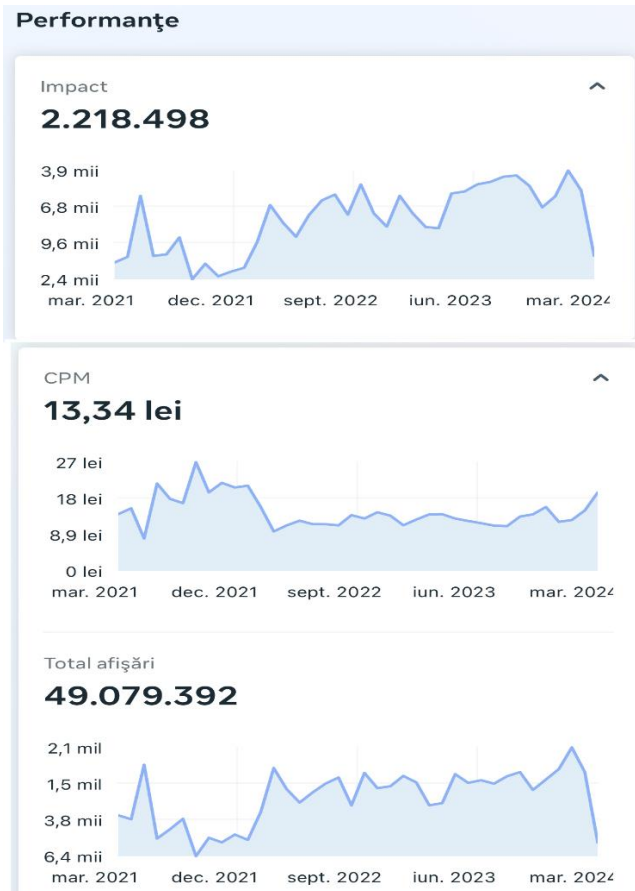 Performanţe
Impact
2.218.498
3,9 mii
6,8 mii
9,6 mii
2,4 mii
mar. 2021 dec. 2021 sept. 2022 iun. 2023 mar. 2024
CPM
13,34 lei
27 lei
18 lei
8,9 lei
0 lei
mar. 2021 dec. 2021 sept. 2022 iun. 2023 mar. 2024
Total afişări
49.079.392
2,1 mil
1,5 mil
3,8 mii
6,4 mii
mar. 2021 dec. 2021 sept. 2022 iun. 2023 mar. 2024